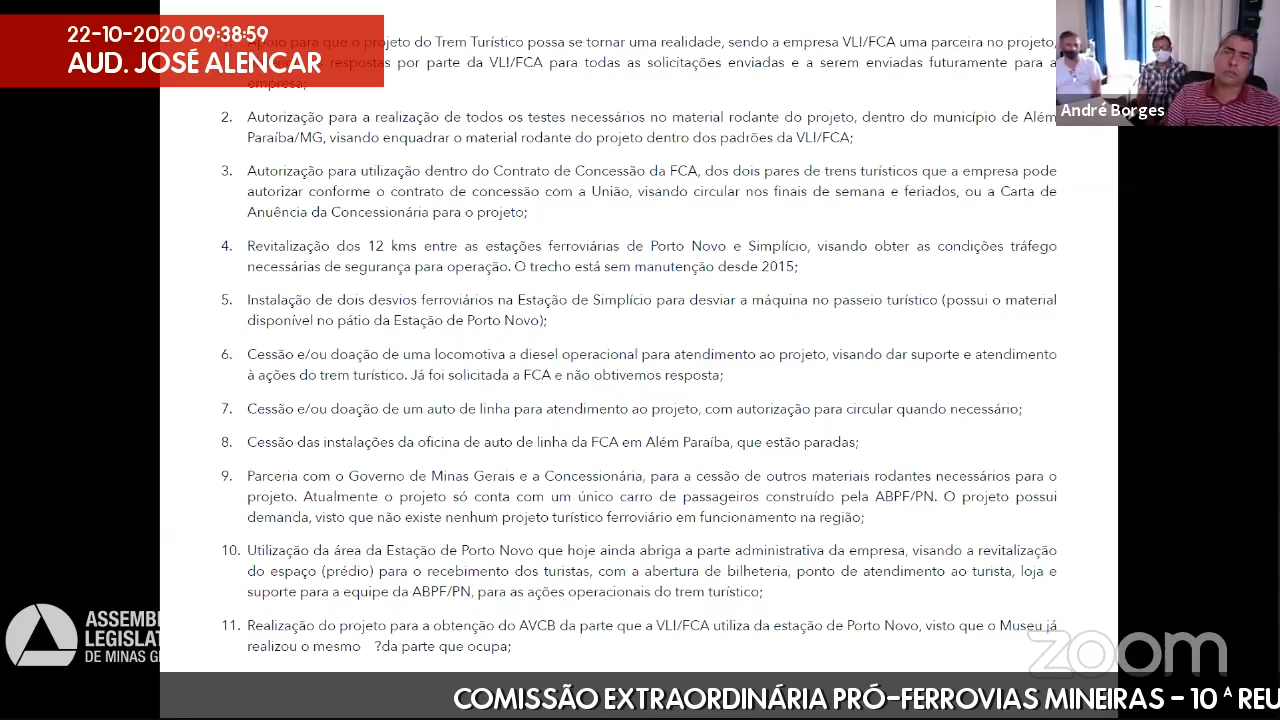 22-10-2020 09:38:59
AUD. JOSÉ ALENCAR
1. Apoio para que o projeto do Trem Turístico possa se tornar uma realidade, sendo a empresa VLI/FCA uma parceira no projeto,
respostas por parte da VLI/FCA para todas as solicitações enviadas e a serem enviadas futuramente para a
empresa;
André Borges
2. Autorização para realização de todos os testes necessários no material rodante do projeto, dentro do município de Além
Paraíba/MG, visando enquadrar o material rodante do projeto dentro dos padrões da VLI/FCA;
3. Autorização para utilização dentro do Contrato de Concessão da FCA, dos dois pares de trens turísticos que a empresa pode
autorizar conforme o contrato de concessão com a União, visando circular nos finais de semana e feriados, ou a Carta de
Anuência da Concessionária para o projeto;
4. Revitalização dos 12 kms entre as estações ferroviárias de Porto Novo e Simplício, visando obter as condições tráfego
necessárias de segurança para operação. O trecho está sem manutenção desde 2015;
5. Instalação de dois desvios ferroviários na Estação de Simplício para desviar a máquina no passeio turístico (possui o material
disponível no pátio da Estação de Porto Novo);
6. Cessão e/ou doação de uma locomotiva a diesel operacional para atendimento ao projeto, visando dar suporte e atendimento
à ações do trem turístico. Já foi solicitada a FCA e não obtivemos resposta;
7. Cessão e/ou doação de um auto de linha para atendimento ao projeto, com autorização para circular quando necessário;
8. Cessão das instalações da oficina de auto de linha da FCA em Além Paraíba, que estão paradas;
9. Parceria com o Governo de Minas Gerais e a Concessionária, para a cessão de outros materiais rodantes necessários para o
projeto. Atualmente o projeto só conta com um único carro de passageiros construído pela ABPF/PN. O projeto possui
demanda, visto que não existe nenhum projeto turístico ferroviário em funcionamento na região;
10. Utilização da área da Estação de Porto Novo que hoje ainda abriga a parte administrativa da empresa, visando a revitalização
do espaço (prédio) para o recebimento dos turistas, com a abertura de bilheteria, ponto de atendimento ao turista, loja e
suporte para a equipe da ABPF/PN, para as ações operacionais do trem turístico;
11. Realização do projeto para a obtenção do AVCB da parte que a VLI/FCA utiliza da estação de Porto Novo, visto que o Museu já
realizou o mesmo ?da parte que ocupa;
ASSEMBL
LEGISLAT
DE MINAS GE
zoom
COMISSÃO EXTRAORDINÁRIA PRÓ-FERROVIAS MINEIRAS - 10ª REU